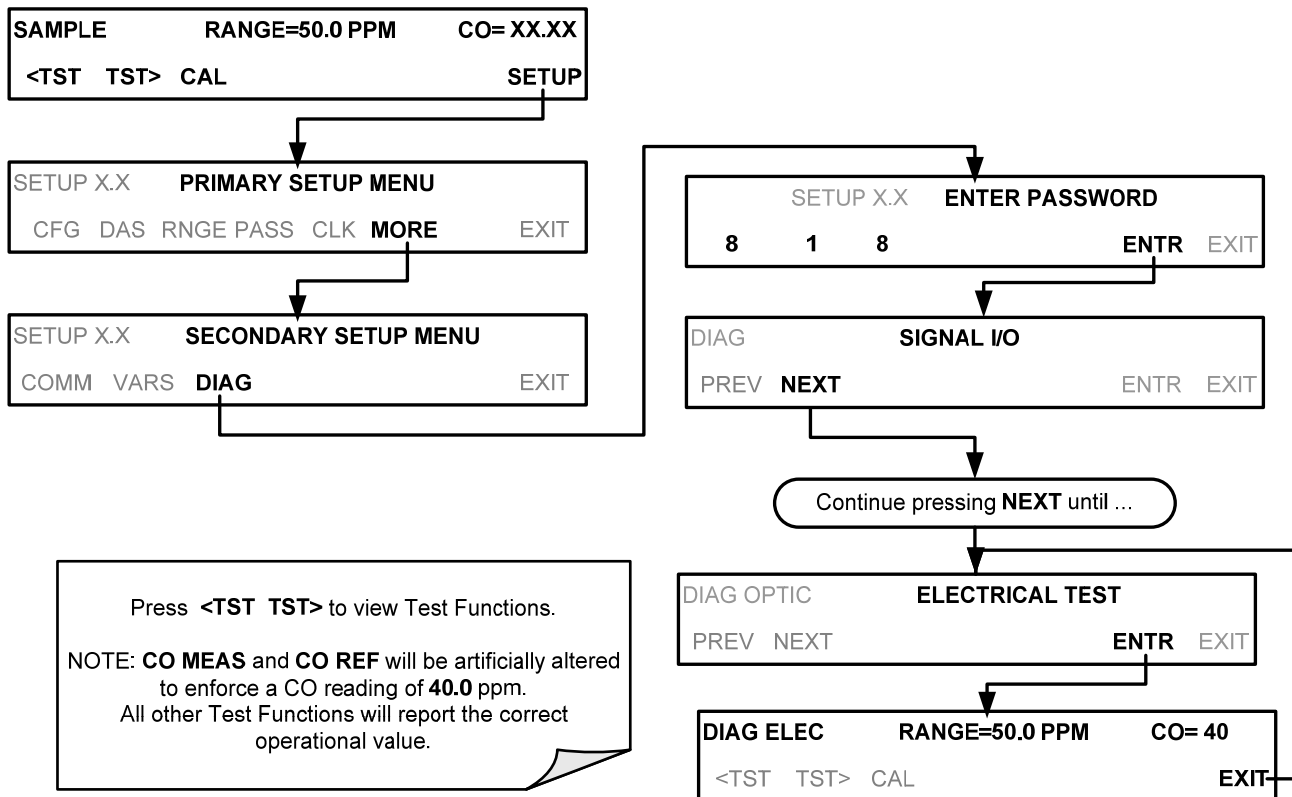 SAMPLE RANGE=50.0 PPM CO= XX.XX
<TST TST> CAL SETUP
SETUP X.X PRIMARY SETUP MENU
CFG DAS RNGE PASS CLK MORE EXIT
SETUP X.X SECONDARY SETUP MENU
COMM VARS DIAG EXIT
SETUP X.X ENTER PASSWORD
8 1 8 ENTR EXIT
DIAG SIGNAL I/O
PREV NEXT ENTR EXIT
Continue pressing NEXT until ...
DIAG OPTIC ELECTRICAL TEST
PREV NEXT ENTR EXIT
DIAG ELEC RANGE=50.0 PPM CO= 40
<TST TST> CAL EXIT
Press <TST TST> to view Test Functions.
NOTE: CO MEAS and CO REF will be artificially altered
to enforce a CO reading of 40.0 ppm.
All other Test Functions will report the correct
operational value.